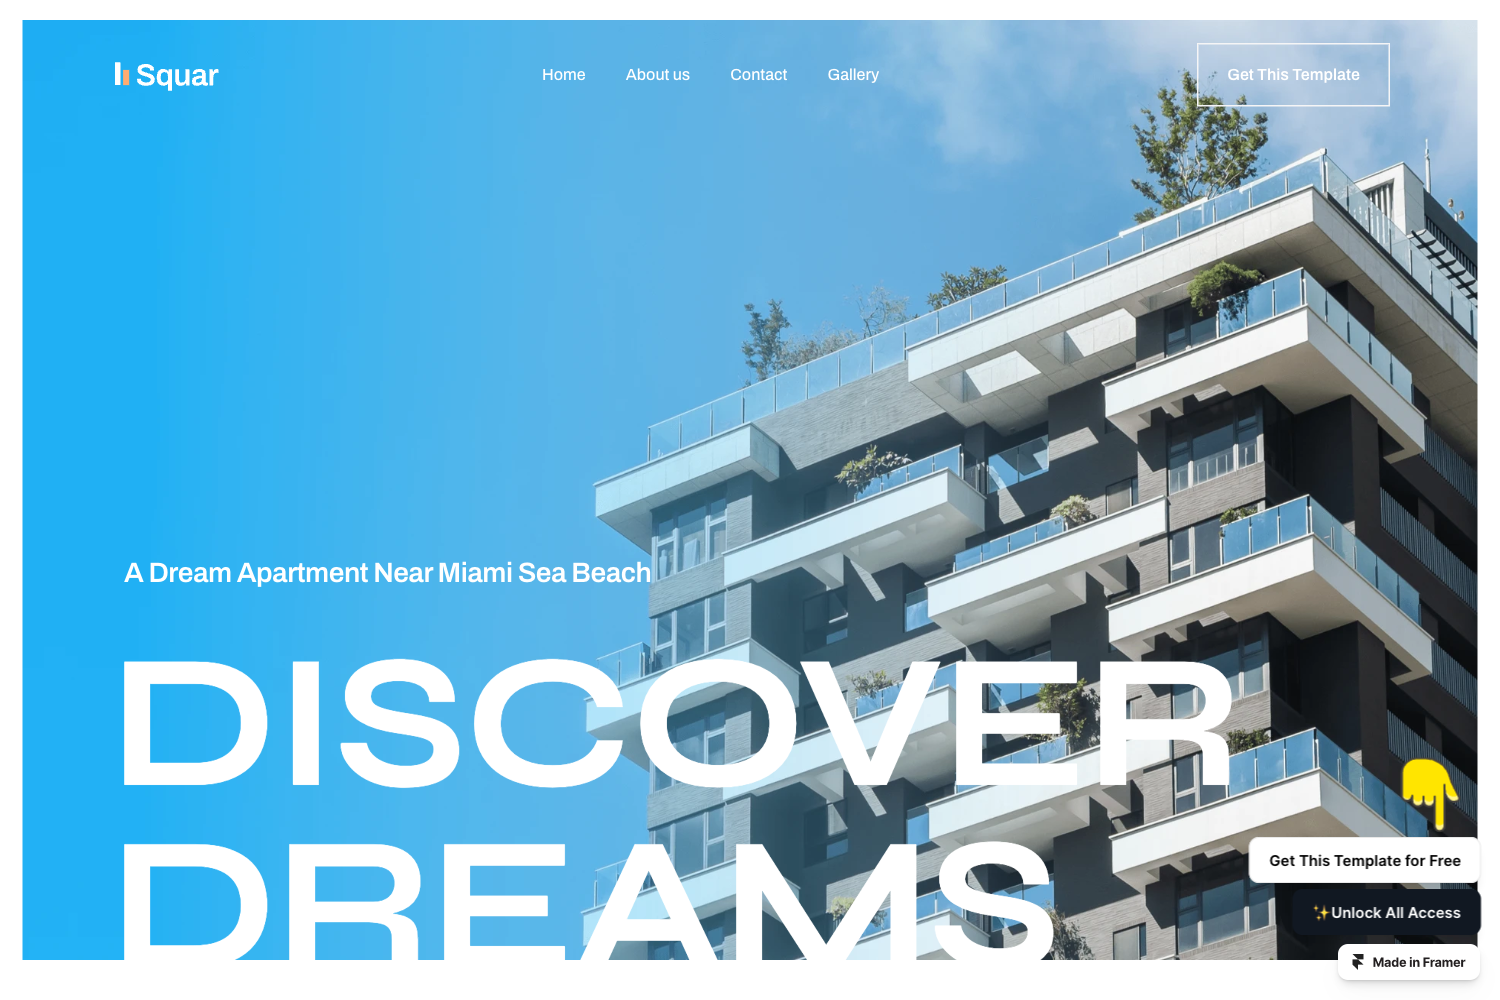 Squar
Home
About us
Contact
Gallery
Get This Template
A Dream Apartment Near Miami Sea Beach
DISCOVER
DREAMS
Get This Template for Free
✨Unlock All Access
Made in Framer